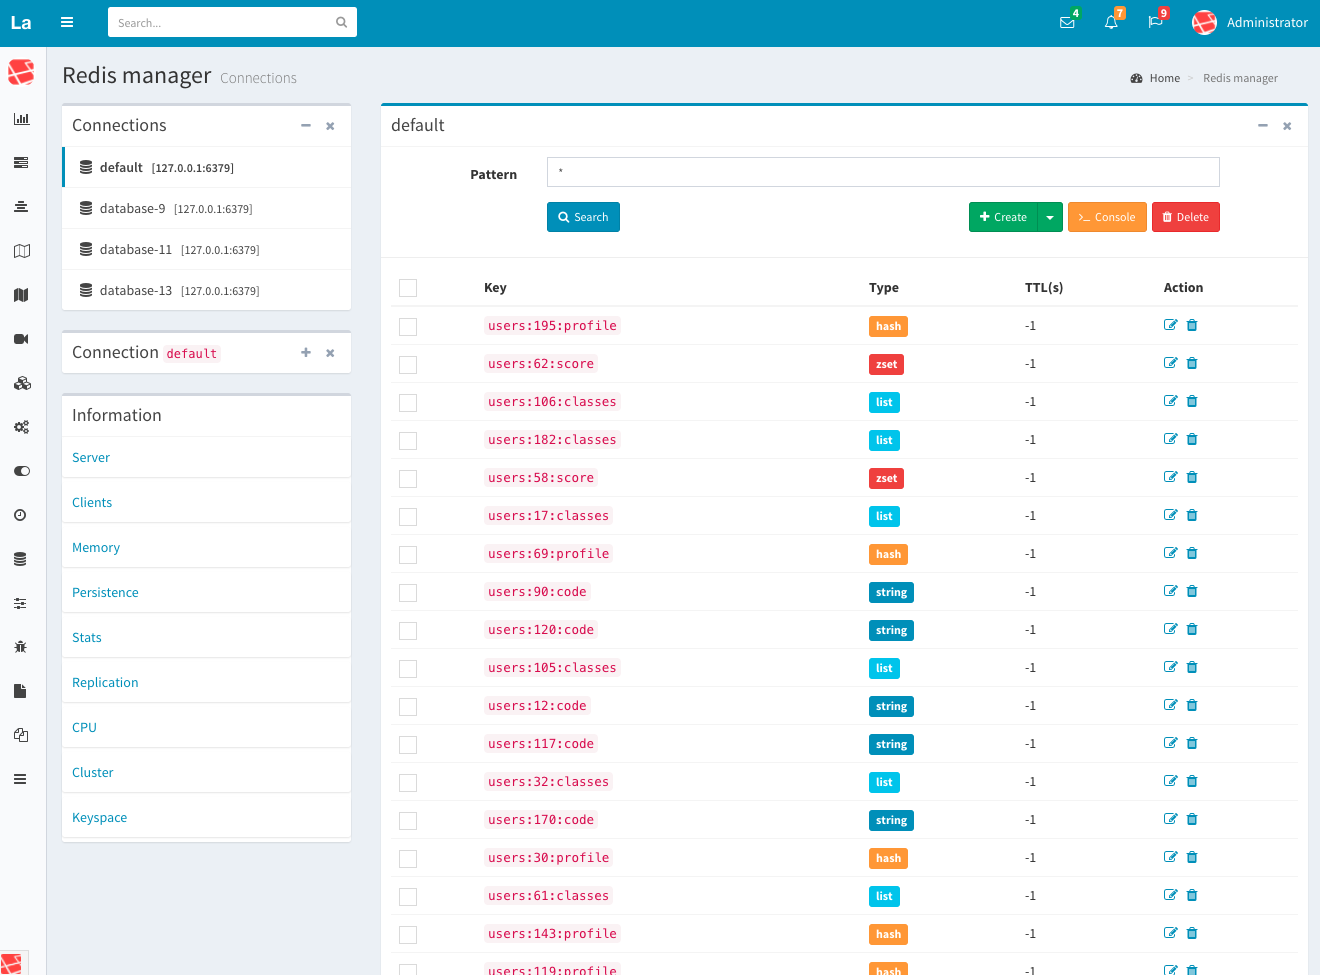 La
Search...
4
7
9
Administrator
Redis manager Connections
Home > Redis manager
Connections
default [127.0.0.1:6379]
database-9 [127.0.0.1:6379]
database-11 [127.0.0.1:6379]
database-13 [127.0.0.1:6379]
Connection default
Information
Server
Clients
Memory
Persistence
Stats
Replication
CPU
Cluster
Keyspace
default
Pattern *
Search Create Console Delete
Key Type TTL(s) Action
users:195:profile hash -1
users:62:score zset -1
users:106:classes list -1
users:182:classes list -1
users:58:score zset -1
users:17:classes list -1
users:69:profile hash -1
users:90:code string -1
users:120:code string -1
users:105:classes list -1
users:12:code string -1
users:117:code string -1
users:32:classes list -1
users:170:code string -1
users:30:profile hash -1
users:61:classes list -1
users:143:profile hash -1
users:119:profile hash -1